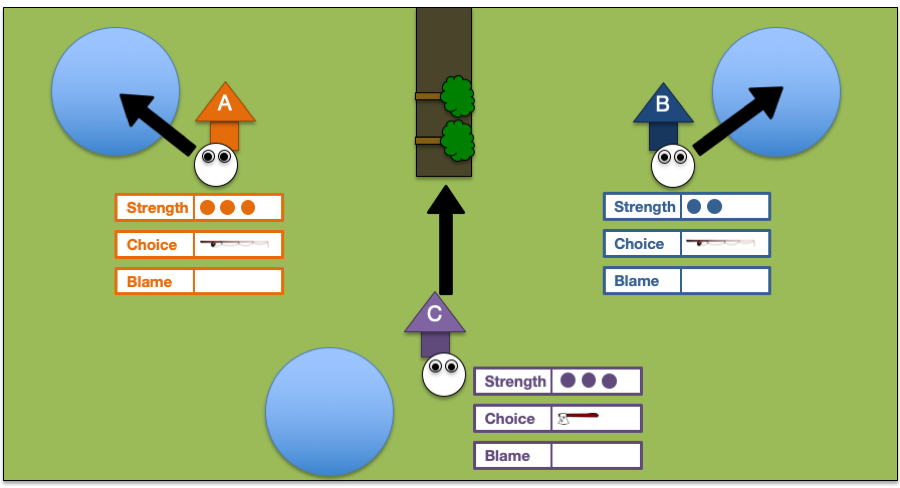 A
B
Strength
Choice
Blame
Strength
Choice
Blame
C
Strength
Choice
Blame